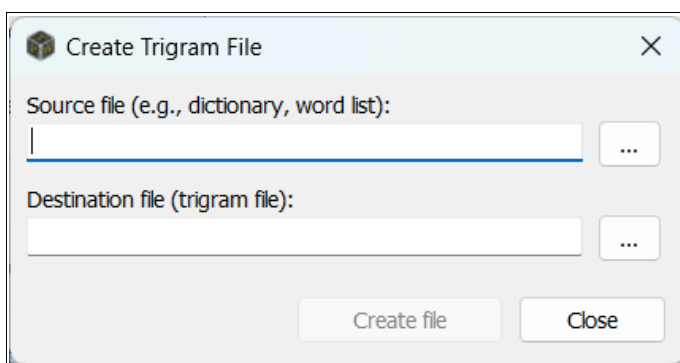 Create Trigram File
Source file (e.g., dictionary, word list):
...
Destination file (trigram file):
...
Create file Close